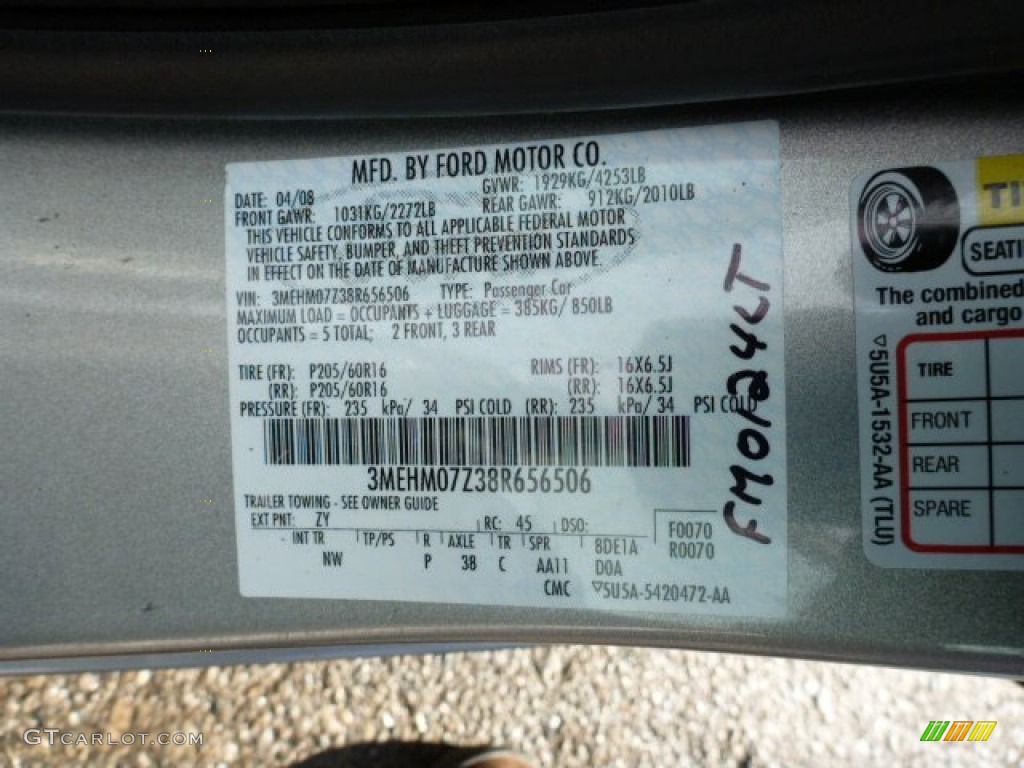 MFD. BY FORD MOTOR CO.
DATE: 04/08 GVWR: 1929KG/4253LB
FRONT GAWR: 1031KG/2272LB REAR GAWR: 912KG/2010LB
THIS VEHICLE CONFORMS TO ALL APPLICABLE FEDERAL MOTOR
VEHICLE SAFETY, BUMPER, AND THEFT PREVENTION STANDARDS
IN EFFECT ON THE DATE OF MANUFACTURE SHOWN ABOVE.
VIN: 3MEHM07Z38R656506 TYPE: Passenger Car
MAXIMUM LOAD = OCCUPANTS + LUGGAGE = 385KG/ 850LB
OCCUPANTS = 5 TOTAL; 2 FRONT, 3 REAR
TIRE (FR): P205/60R16 RIMS (FR): 16X6.5J
(RR): P205/60R16 (RR): 16X6.5J
PRESSURE (FR): 235 kPa/ 34 PSI COLD (RR): 235 kPa/ 34 PSI COLD
3MEHM07Z38R656506
TRAILER TOWING - SEE OWNER GUIDE
EXT PNT: ZY RC: 45 DSO: F0070
INT TR TP/PS R AXLE TR SPR 8DE1A R0070
NW P 38 C AA11 D0A
CMC ▽5U5A-5420472-AA
FM0124LT
TI
SEATI
The combined
and cargo
TIRE
FRONT
REAR
SPARE
▽5U5A-1532-AA (TLU)
GTCARLOT.COM